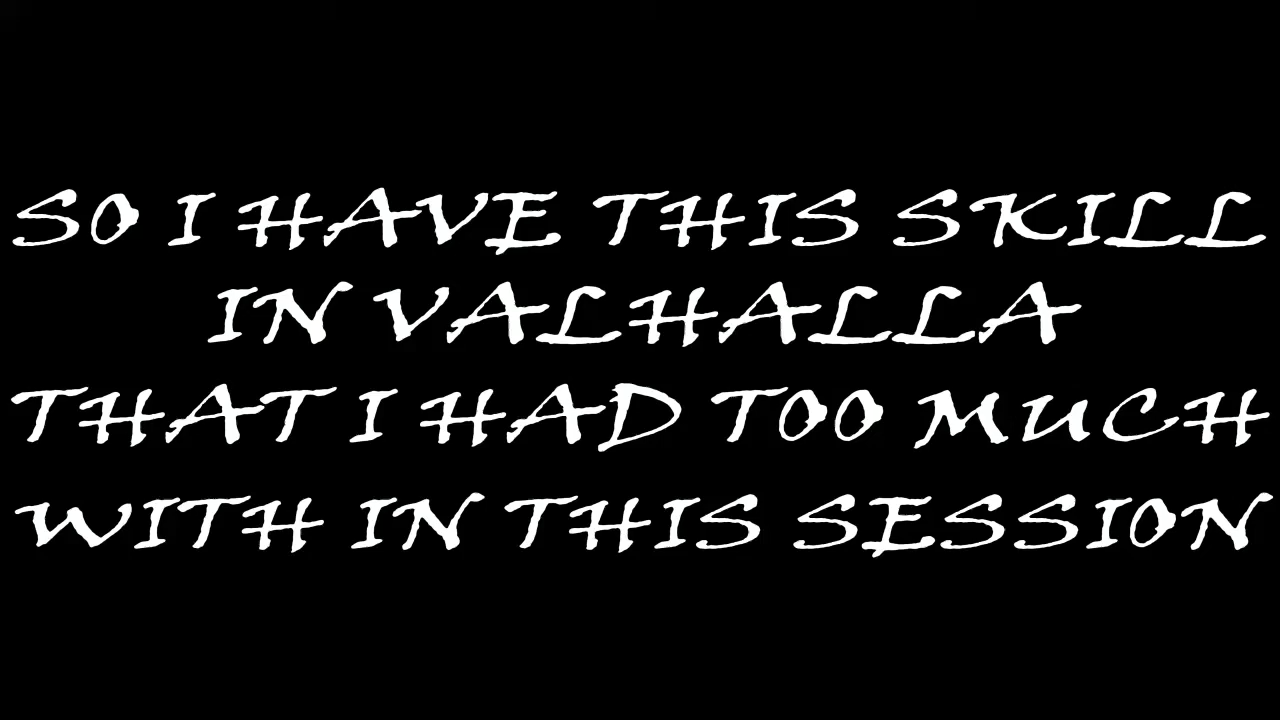 SO I HAVE THIS SKILL
IN VALHALLA
THAT I HAD TOO MUCH
WITH IN THIS SESSION